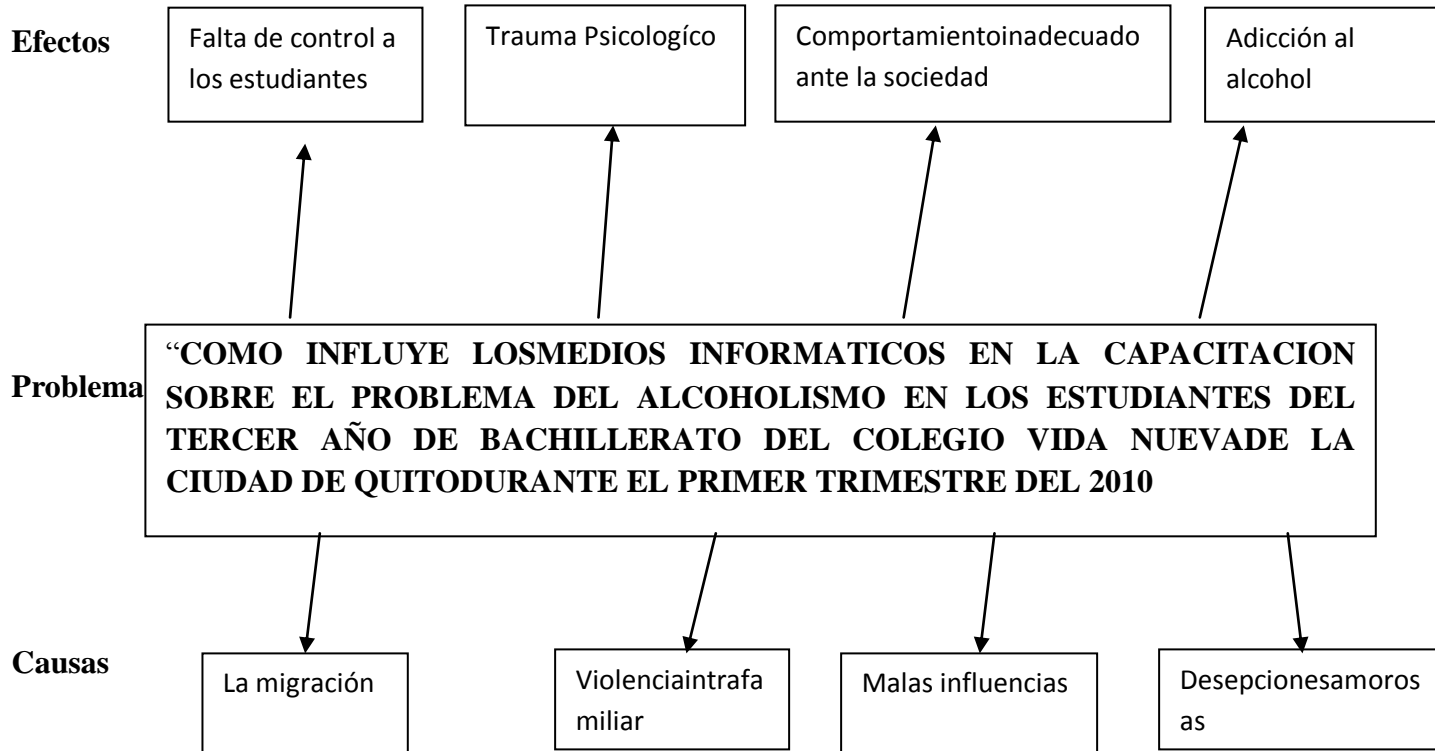 Efectos
Falta de control a
los estudiantes
Trauma Psicologíco
Comportamientoinadecuado
ante la sociedad
Adicción al
alcohol
Problema
“COMO INFLUYE LOSMEDIOS INFORMATICOS EN LA CAPACITACION
SOBRE EL PROBLEMA DEL ALCOHOLISMO EN LOS ESTUDIANTES DEL
TERCER AÑO DE BACHILLERATO DEL COLEGIO VIDA NUEVADE LA
CIUDAD DE QUITODURANTE EL PRIMER TRIMESTRE DEL 2010
Causas
La migración
Violenciaintrafa
miliar
Malas influencias
Desepcionesamoros
as